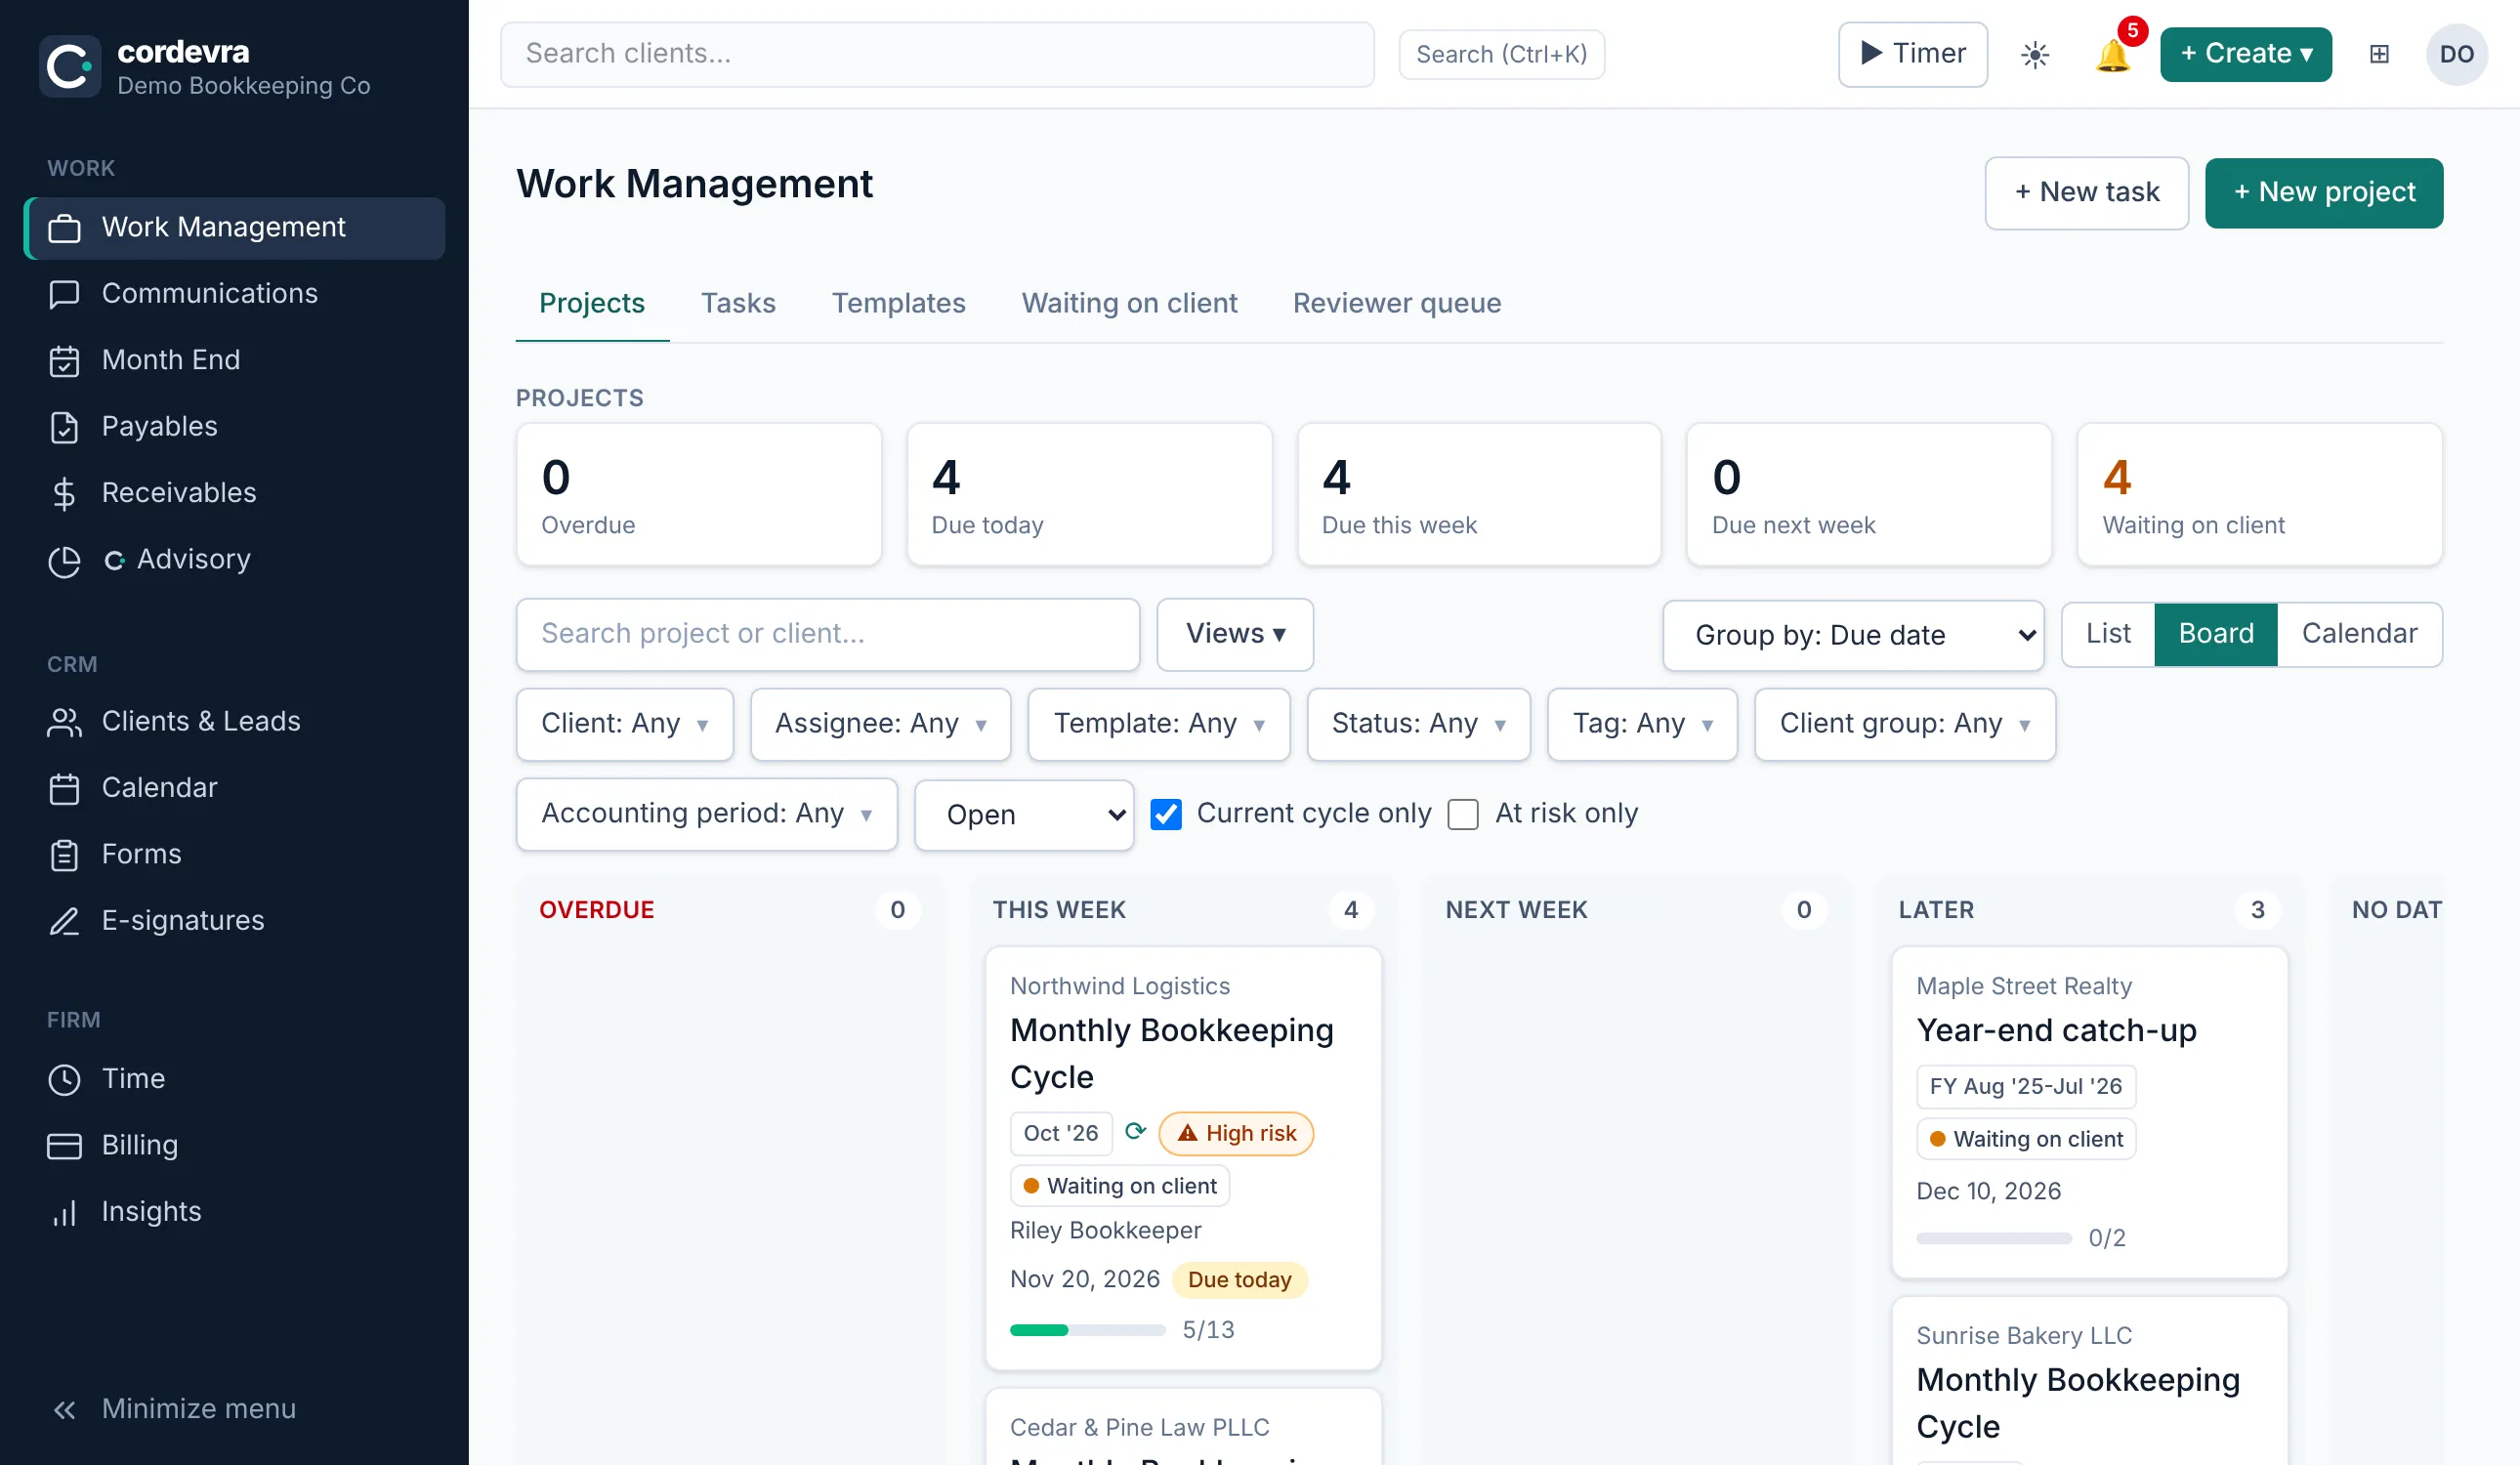 cordevra
Demo Bookkeeping Co
WORK
Work Management
Communications
Month End
Payables
Receivables
Advisory
CRM
Clients & Leads
Calendar
Forms
E-signatures
FIRM
Time
Billing
Insights
Minimize menu
Search clients...
Search (Ctrl+K)
Timer
5
+ Create
DO
Work Management
+ New task
+ New project
Projects
Tasks
Templates
Waiting on client
Reviewer queue
PROJECTS
0
Overdue
4
Due today
4
Due this week
0
Due next week
4
Waiting on client
Search project or client...
Views
Group by: Due date
List
Board
Calendar
Client: Any
Assignee: Any
Template: Any
Status: Any
Tag: Any
Client group: Any
Accounting period: Any
Open
Current cycle only
At risk only
OVERDUE
0
THIS WEEK
4
Northwind Logistics
Monthly Bookkeeping
Cycle
Oct '26
High risk
Waiting on client
Riley Bookkeeper
Nov 20, 2026
Due today
5/13
Cedar & Pine Law PLLC
NEXT WEEK
0
LATER
3
Maple Street Realty
Year-end catch-up
FY Aug '25-Jul '26
Waiting on client
Dec 10, 2026
0/2
Sunrise Bakery LLC
Monthly Bookkeeping
Cycle
NO DAT